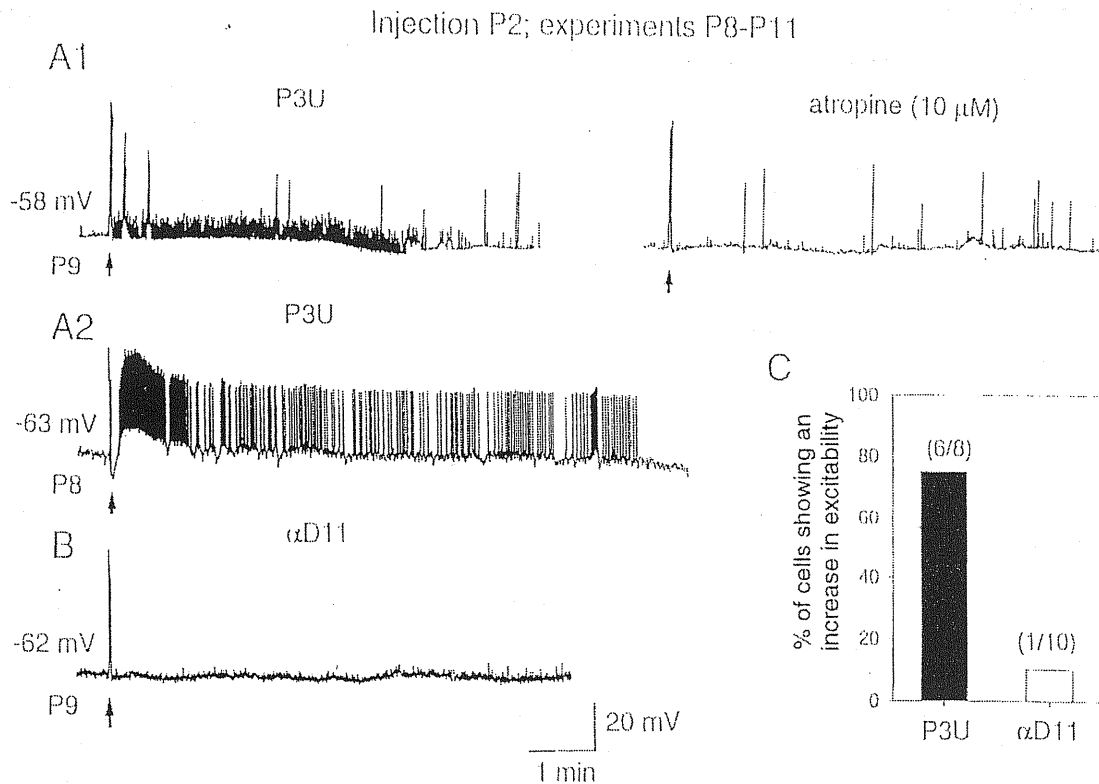 Injection P2; experiments P8-P11
A1
P3U
atropine (10 μM)
-58 mV
P9
A2
P3U
-63 mV
P8
B
αD11
-62 mV
P9
20 mV
1 min
C
% of cells showing an
increase in excitability
100
80
60
40
20
0
(6/8)
(1/10)
P3U
αD11